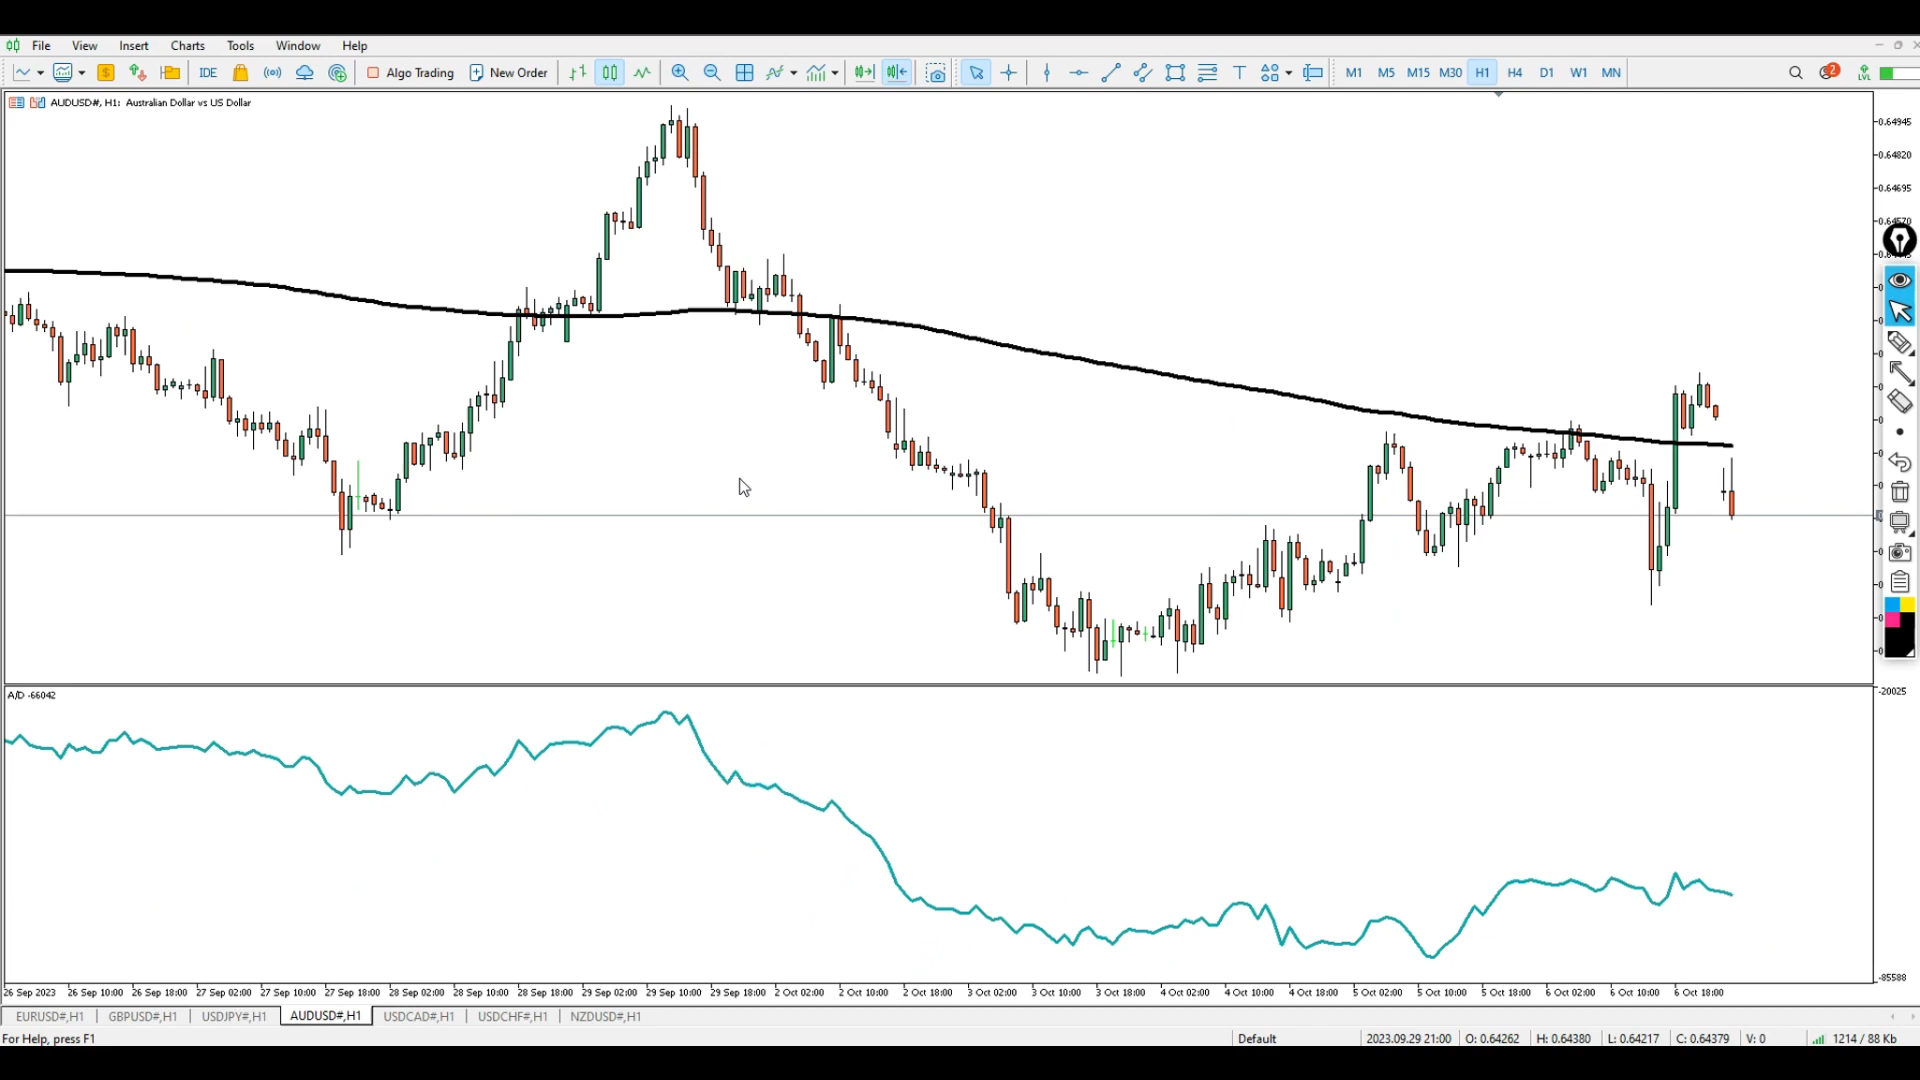 File View Insert Charts Tools Window Help
IDE Algo Trading New Order T M1 M5 M15 M30 H1 H4 D1 W1 MN 2 LVL
AUDUSD#, H1: Australian Dollar vs US Dollar
0.64945
0.64820
0.64695
0.64570
A/D -66042
-20025
-85588
26 Sep 2023 26 Sep 10:00 26 Sep 18:00 27 Sep 02:00 27 Sep 10:00 27 Sep 18:00 28 Sep 02:00 28 Sep 10:00 28 Sep 18:00 29 Sep 02:00 29 Sep 10:00 29 Sep 18:00 2 Oct 02:00 2 Oct 10:00 2 Oct 18:00 3 Oct 02:00 3 Oct 10:00 3 Oct 18:00 4 Oct 02:00 4 Oct 10:00 4 Oct 18:00 5 Oct 02:00 5 Oct 10:00 5 Oct 18:00 6 Oct 02:00 6 Oct 10:00 6 Oct 18:00
EURUSD#,H1 GBPUSD#,H1 USDJPY#,H1 AUDUSD#,H1 USDCAD#,H1 USDCHF#,H1 NZDUSD#,H1
For Help, press F1 Default 2023.09.29 21:00 O: 0.64262 H: 0.64380 L: 0.64217 C: 0.64379 V: 0 1214 / 88 Kb